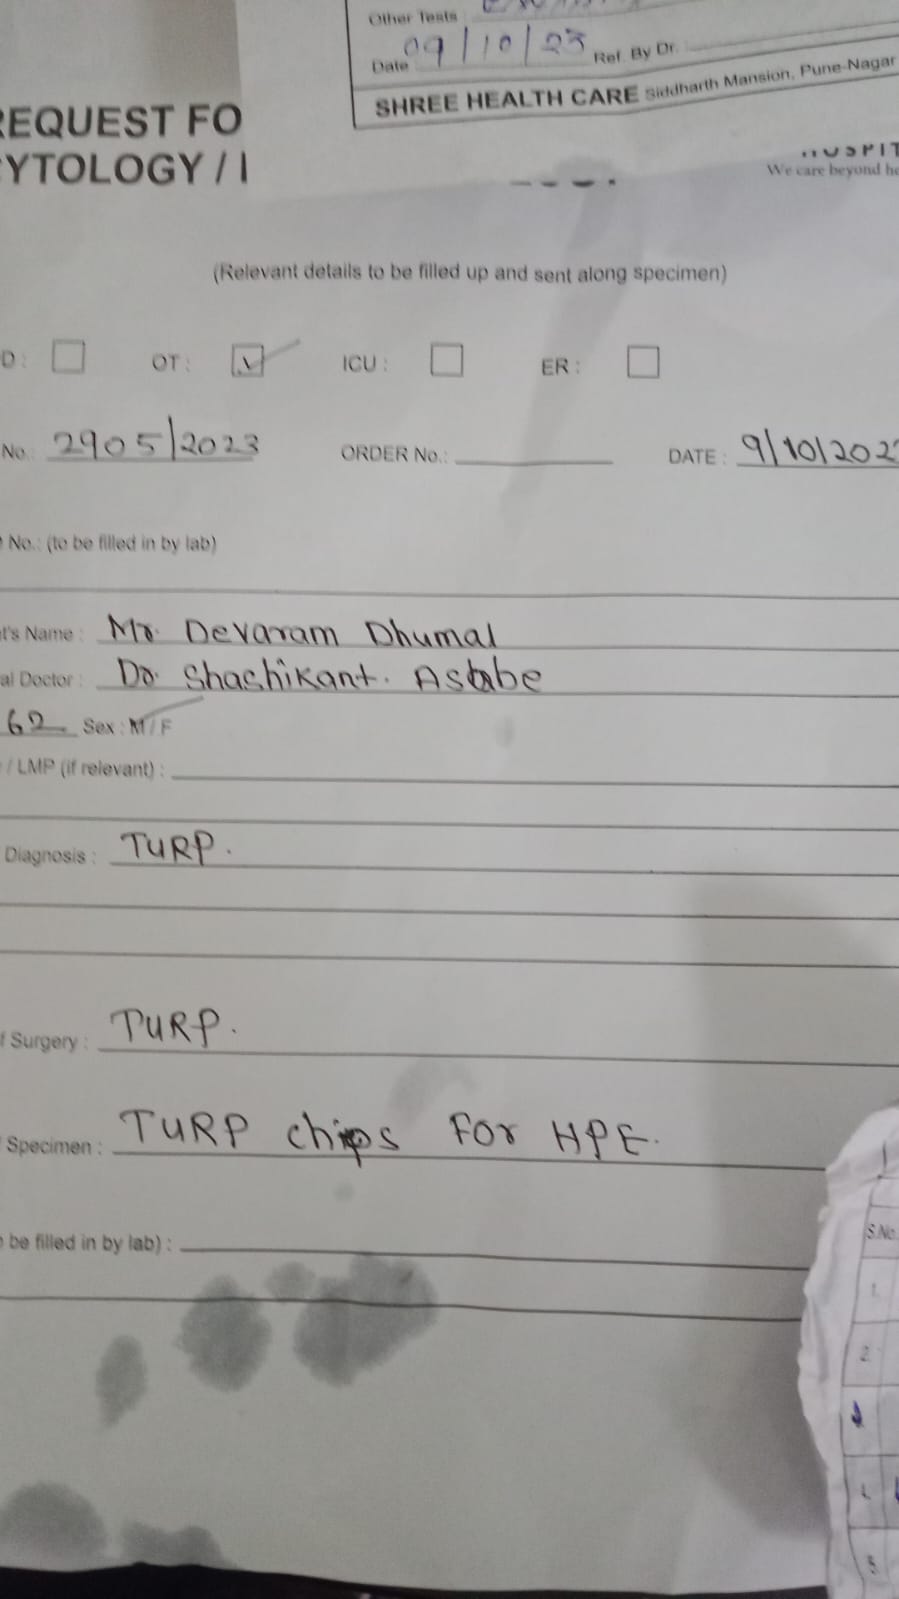 Other Tests
Date 09/10/23 Ref. By Dr.
SHREE HEALTH CARE Siddharth Mansion, Pune-Nagar
REQUEST FO
CYTOLOGY / I
We care beyond he
(Relevant details to be filled up and sent along specimen)
D: OT: ICU: ER:
No.: 2905/2023 ORDER No.: DATE: 9/10/202
No.: (to be filled in by lab)
t's Name: Mr. Devaram Dhumal
al Doctor: Dr. Shashikant.
62 Sex: M/F
/ LMP (if relevant):
Diagnosis: TURP.
f Surgery: TURP.
Specimen: TURP chips For HPE.
be filled in by lab):
S.No.
1.
2
5